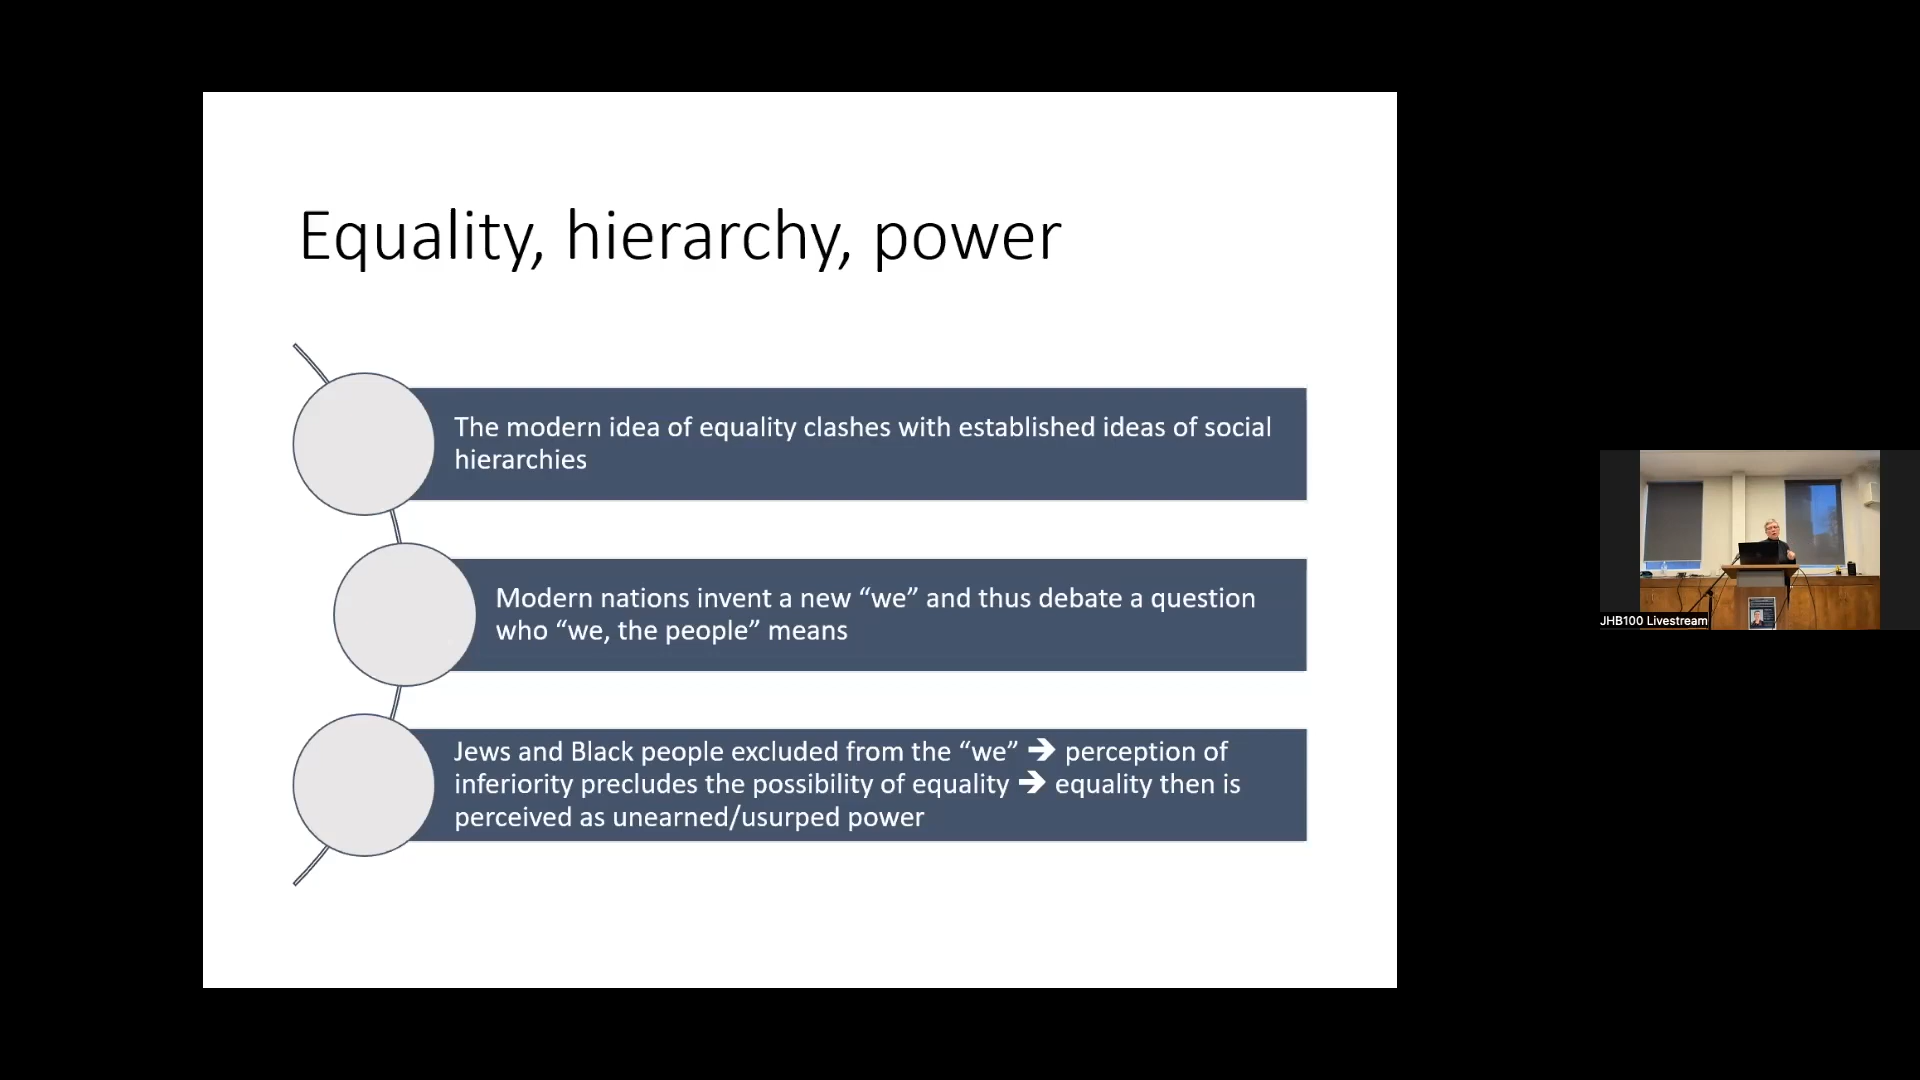 Equality, hierarchy, power
The modern idea of equality clashes with established ideas of social
hierarchies
Modern nations invent a new “we” and thus debate a question
who “we, the people” means
Jews and Black people excluded from the “we” ➔ perception of
inferiority precludes the possibility of equality ➔ equality then is
perceived as unearned/usurped power
JHB100 Livestream